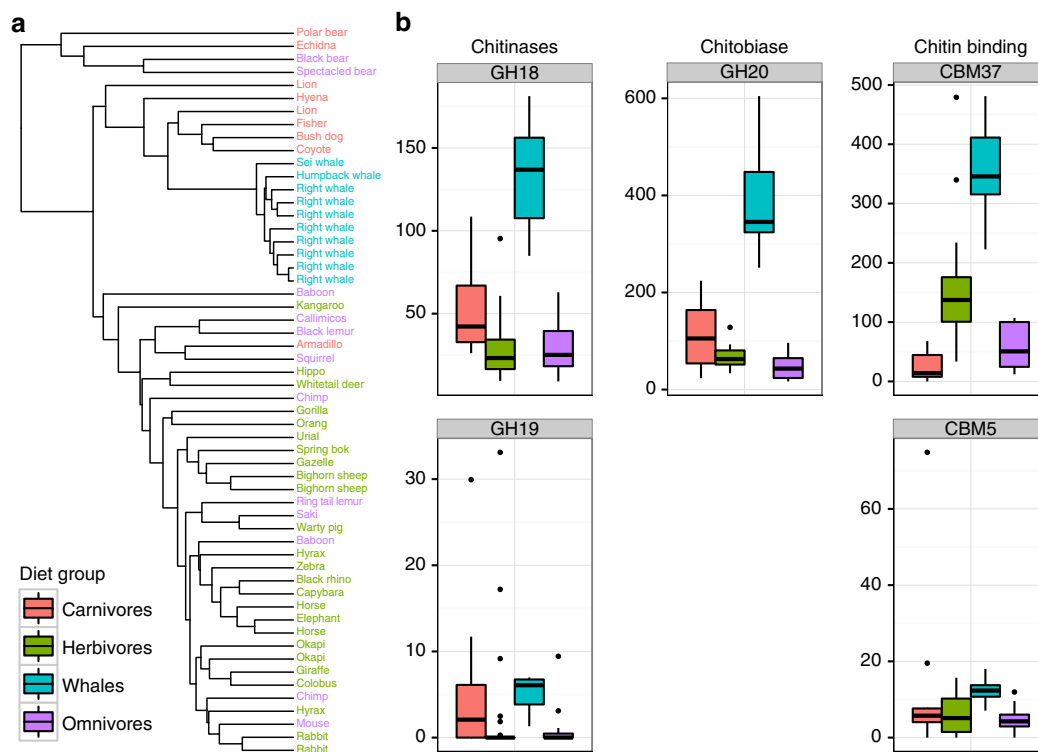 a
Polar bear
Echidna
Black bear
Spectacled bear
Lion
Hyena
Lion
Fisher
Bush dog
Coyote
Sei whale
Humpback whale
Right whale
Right whale
Right whale
Right whale
Right whale
Right whale
Right whale
Right whale
Baboon
Kangaroo
Callimicos
Black lemur
Armadillo
Squirrel
Hippo
Whitetail deer
Chimp
Gorilla
Orang
Urial
Spring bok
Gazelle
Bighorn sheep
Bighorn sheep
Ring tail lemur
Saki
Warty pig
Baboon
Hyrax
Zebra
Black rhino
Capybara
Horse
Elephant
Horse
Okapi
Okapi
Giraffe
Colobus
Chimp
Hyrax
Mouse
Rabbit
Rabbit
Diet group
Carnivores
Herbivores
Whales
Omnivores
b
Chitinases
GH18
150
100
50
Chitobiase
GH20
600
400
200
0
Chitin binding
CBM37
500
400
300
200
100
0
GH19
30
20
10
0
CBM5
60
40
20
0